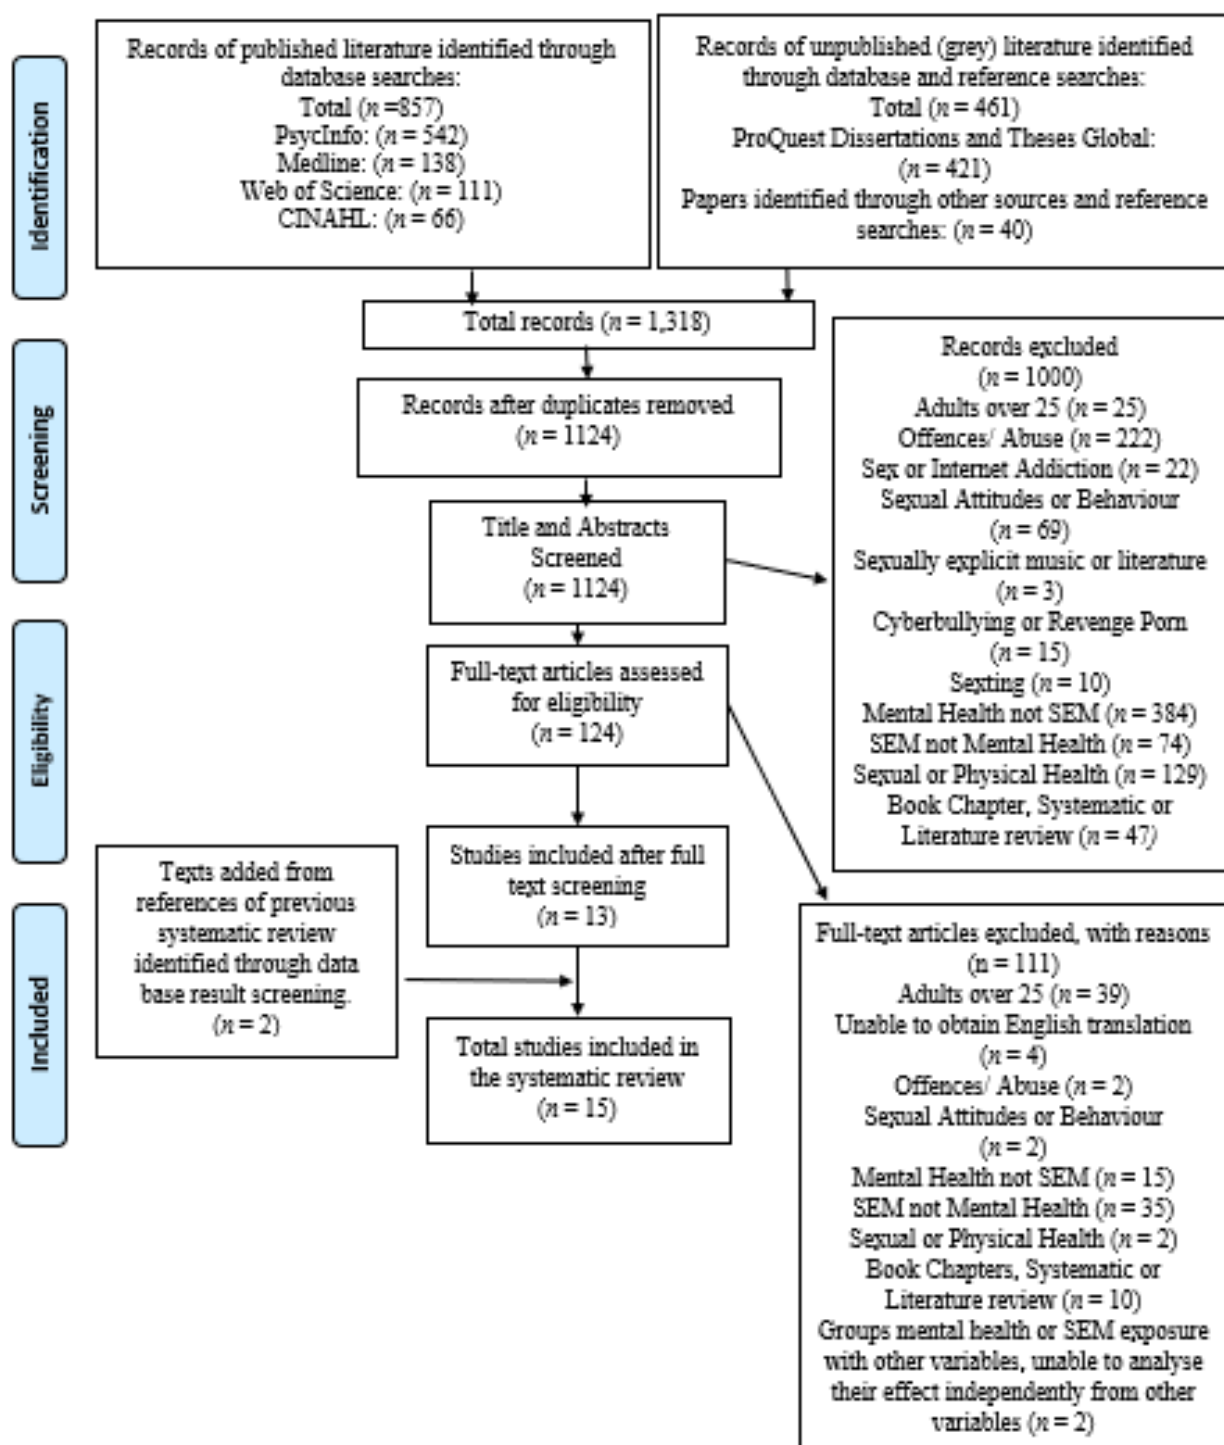 Identification
Records of published literature identified through
database searches:
Total (n =857)
PsycInfo: (n = 542)
Medline: (n = 138)
Web of Science: (n = 111)
CINAHL: (n = 66)
Records of unpublished (grey) literature identified
through database and reference searches:
Total (n = 461)
ProQuest Dissertations and Theses Global:
(n = 421)
Papers identified through other sources and reference
searches: (n = 40)
Total records (n = 1,318)
Screening
Records after duplicates removed
(n = 1124)
Title and Abstracts
Screened
(n = 1124)
Records excluded
(n = 1000)
Adults over 25 (n = 25)
Offences/ Abuse (n = 222)
Sex or Internet Addiction (n = 22)
Sexual Attitudes or Behaviour
(n = 69)
Sexually explicit music or literature
(n = 3)
Cyberbullying or Revenge Porn
(n = 15)
Sexting (n = 10)
Mental Health not SEM (n = 384)
SEM not Mental Health (n = 74)
Sexual or Physical Health (n = 129)
Book Chapter, Systematic or
Literature review (n = 47)
Eligibility
Full-text articles assessed
for eligibility
(n = 124)
Studies included after full
text screening
(n = 13)
Texts added from
references of previous
systematic review
identified through data
base result screening.
(n = 2)
Included
Total studies included in
the systematic review
(n = 15)
Full-text articles excluded, with reasons
(n = 111)
Adults over 25 (n = 39)
Unable to obtain English translation
(n = 4)
Offences/ Abuse (n = 2)
Sexual Attitudes or Behaviour
(n = 2)
Mental Health not SEM (n = 15)
SEM not Mental Health (n = 35)
Sexual or Physical Health (n = 2)
Book Chapters, Systematic or
Literature review (n = 10)
Groups mental health or SEM exposure
with other variables, unable to analyse
their effect independently from other
variables (n = 2)